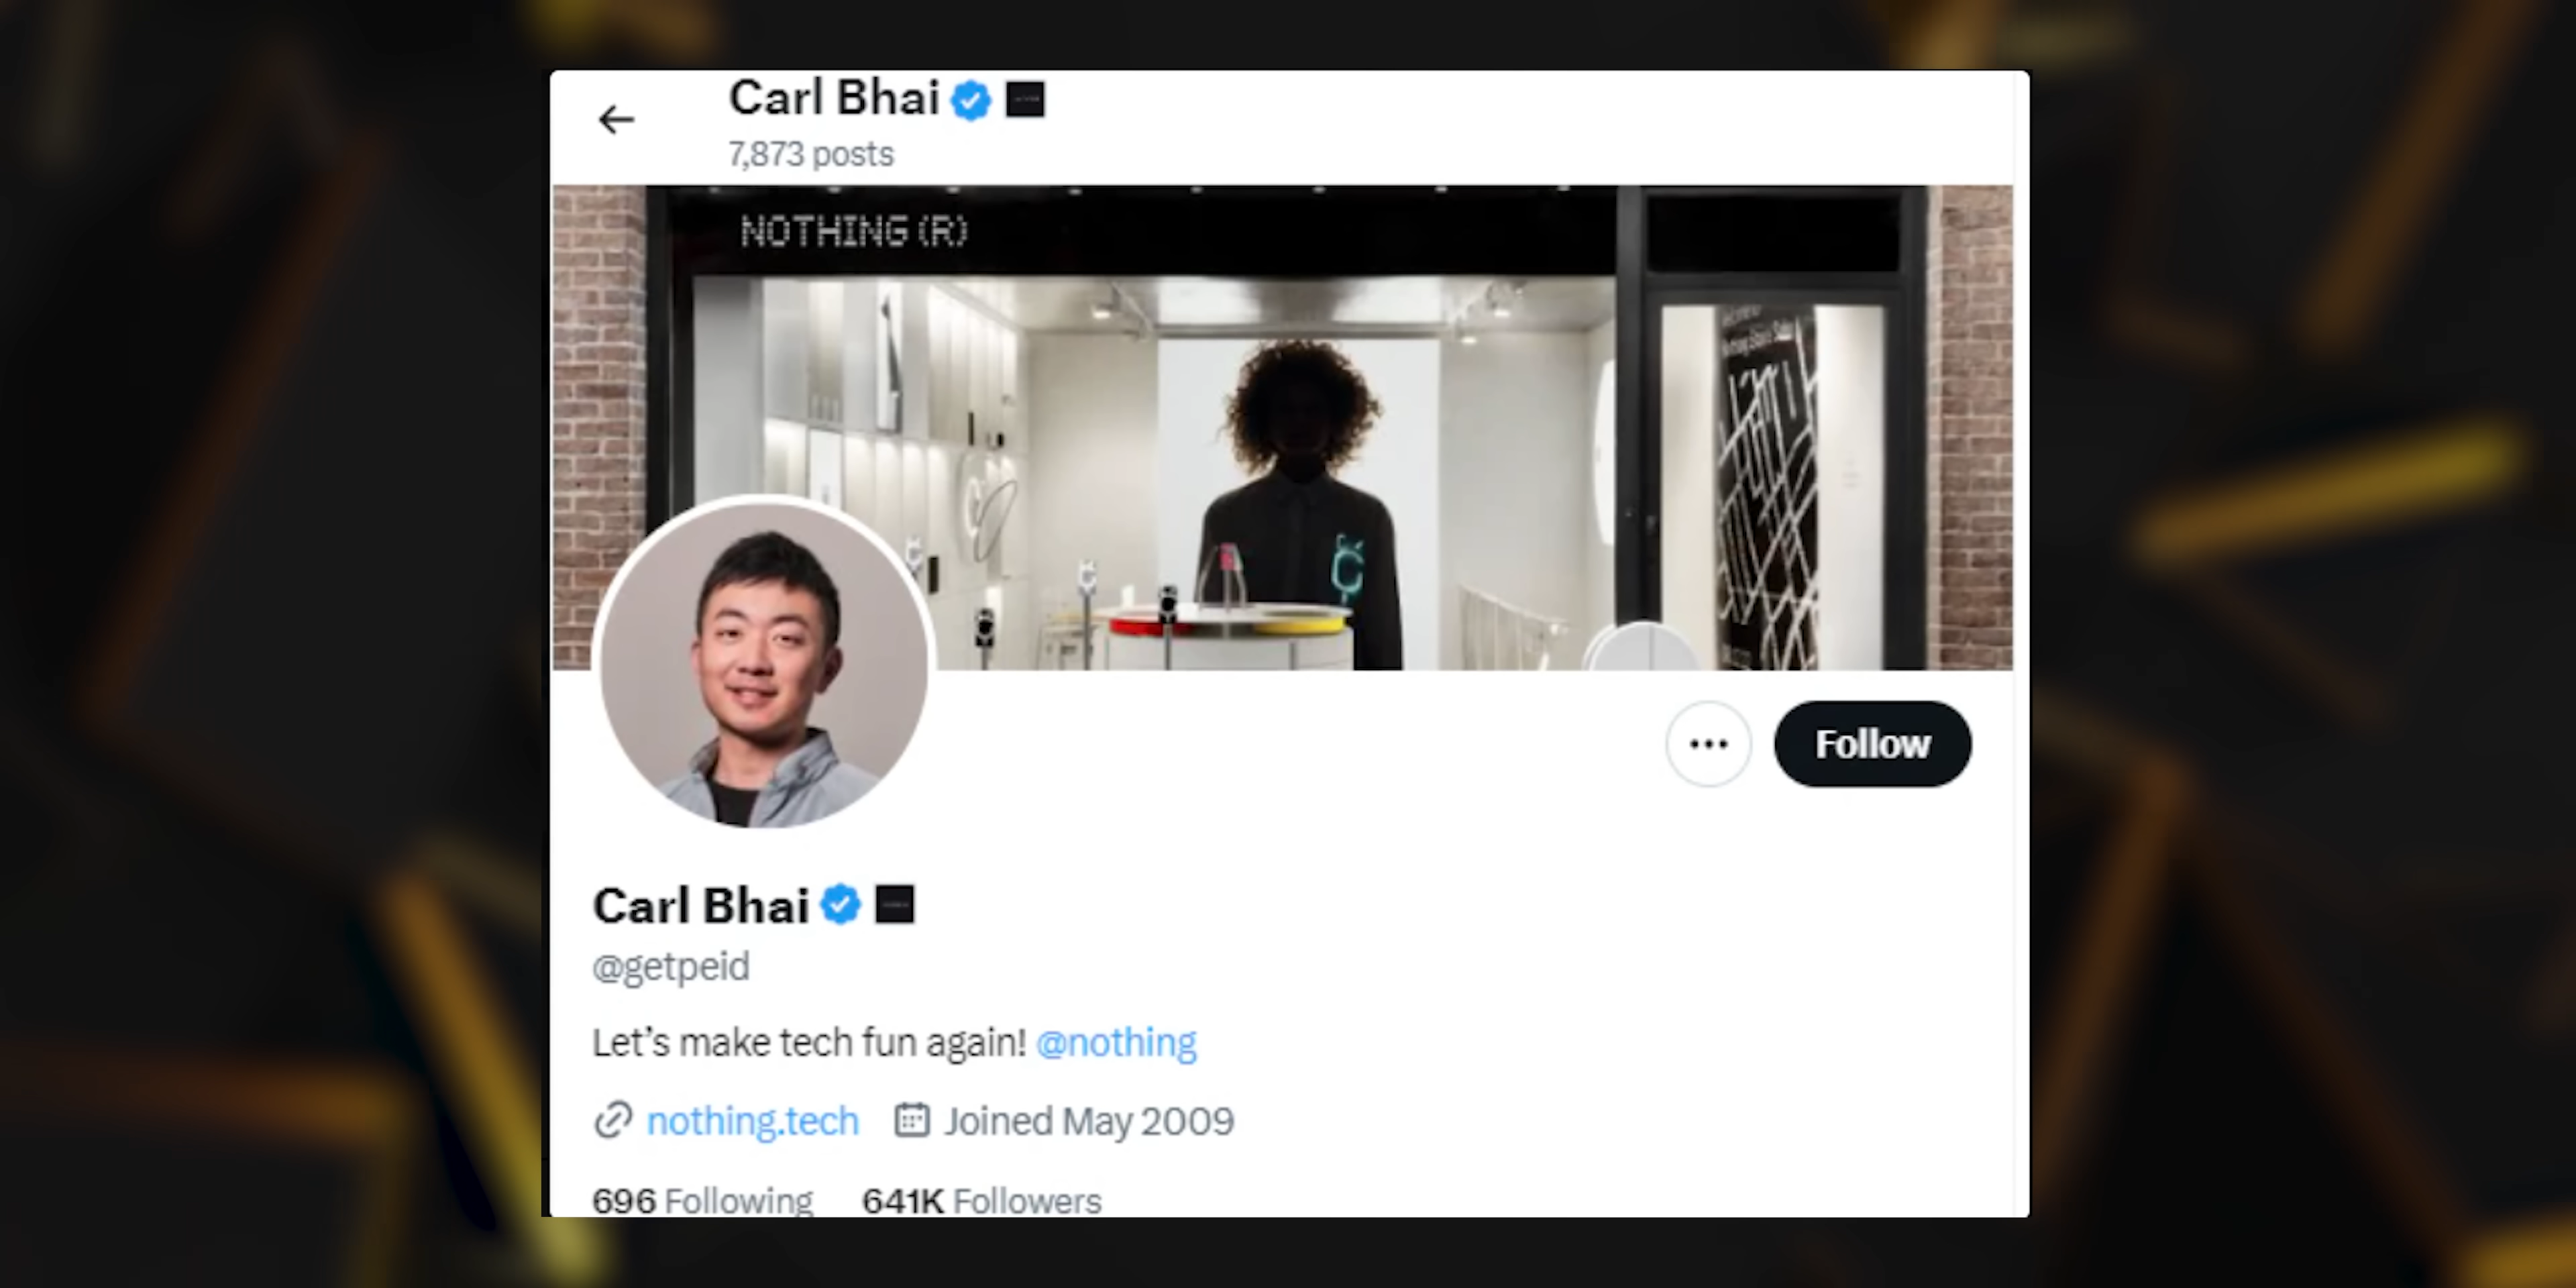 Carl Bhai
7,873 posts
NOTHING (R)
Follow
Carl Bhai
@getpeid
Let’s make tech fun again! @nothing
nothing.tech Joined May 2009
696 Following 641K Followers